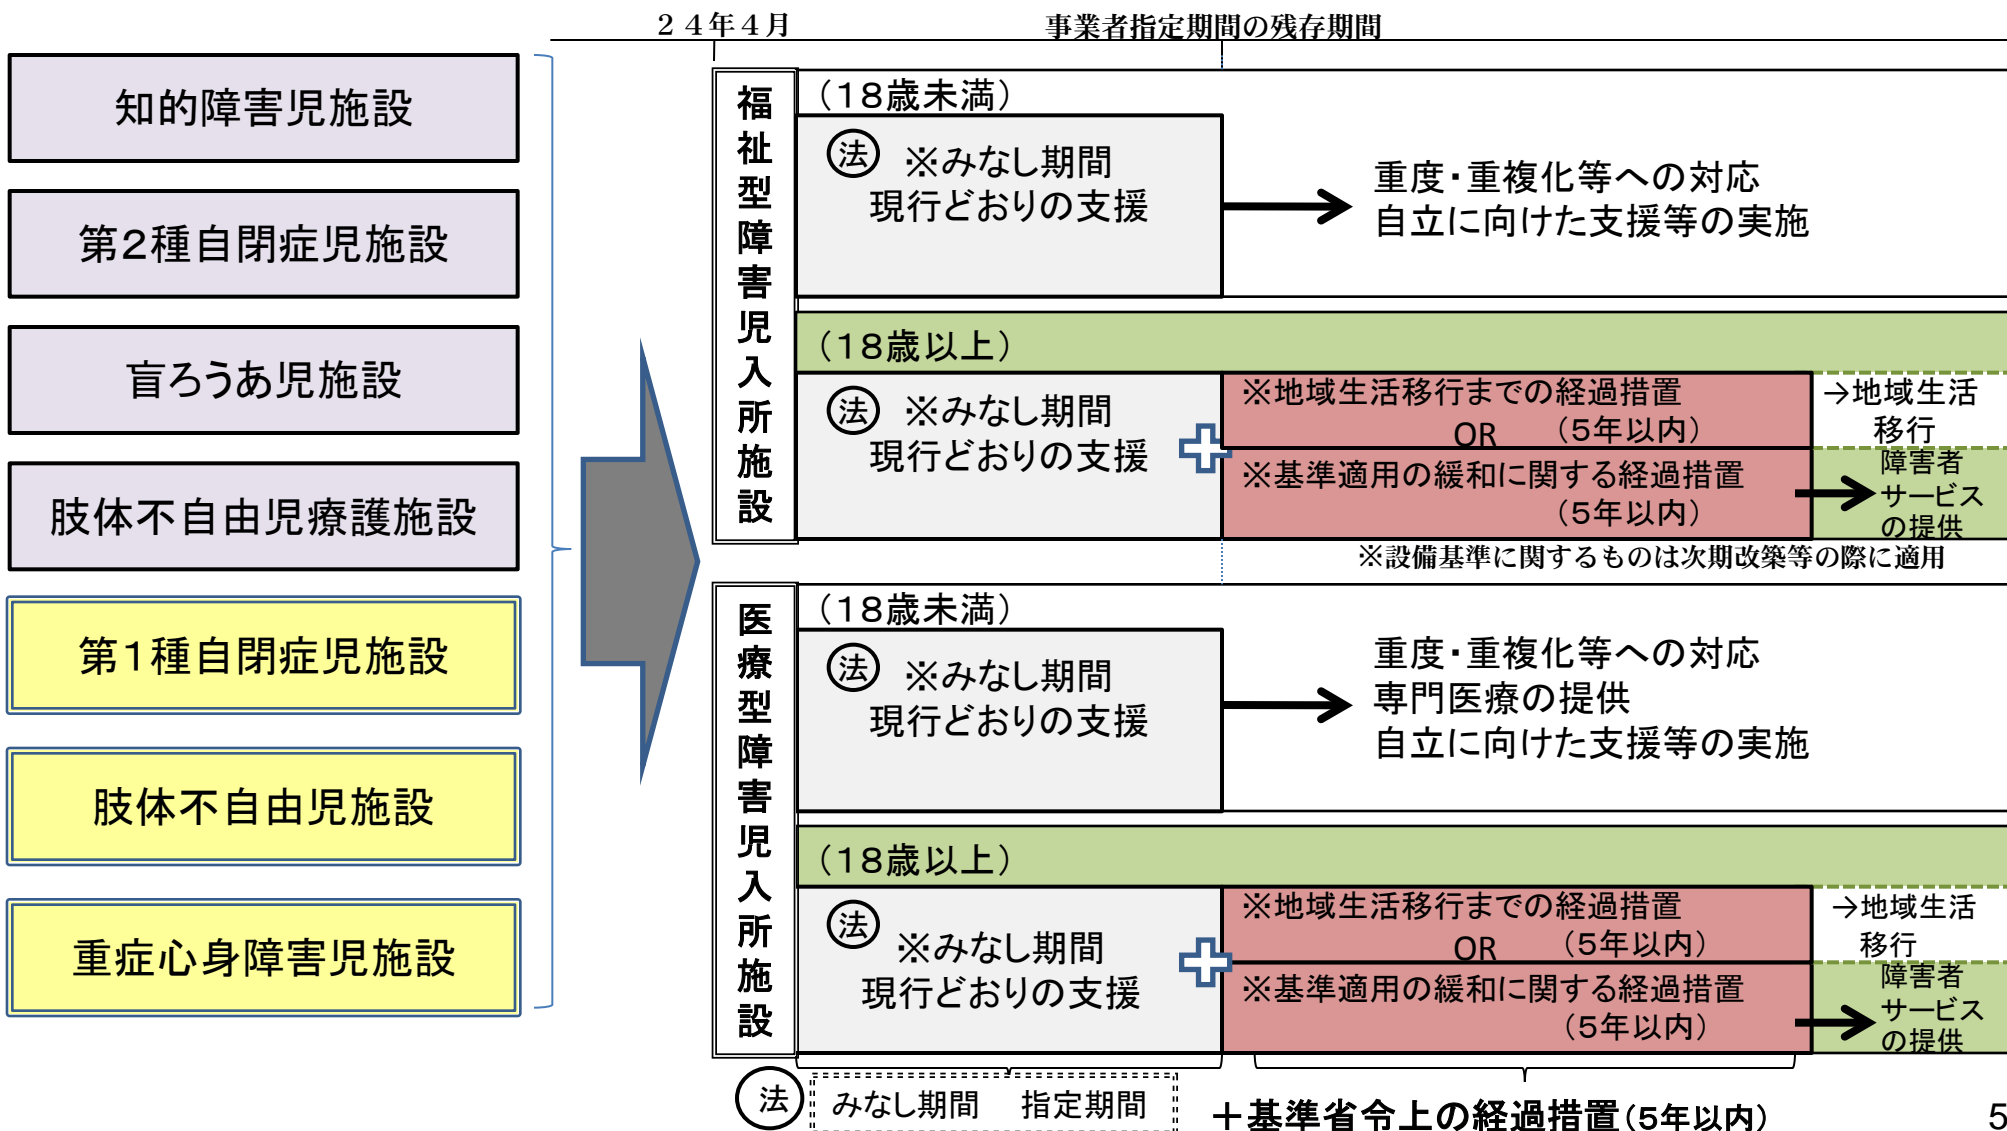 ２４年４月
事業者指定期間の残存期間
知的障害児施設
第２種自閉症児施設
盲ろうあ児施設
肢体不自由児療護施設
第１種自閉症児施設
肢体不自由児施設
重症心身障害児施設
福祉型障害児入所施設
（１８歳未満）
法 ※みなし期間
現行どおりの支援
重度・重複化等への対応
自立に向けた支援等の実施
（１８歳以上）
法 ※みなし期間
現行どおりの支援
※地域生活移行までの経過措置
OR （５年以内）
※基準適用の緩和に関する経過措置
（５年以内）
→地域生活
移行
障害者
サービス
の提供
※設備基準に関するものは次期改築等の際に適用
医療型障害児入所施設
（１８歳未満）
法 ※みなし期間
現行どおりの支援
重度・重複化等への対応
専門医療の提供
自立に向けた支援等の実施
（１８歳以上）
法
※みなし期間
現行どおりの支援
※地域生活移行までの経過措置
OR （５年以内）
※基準適用の緩和に関する経過措置
（５年以内）
→地域生活
移行
障害者
サービス
の提供
法 みなし期間 指定期間
＋基準省令上の経過措置（５年以内）
5